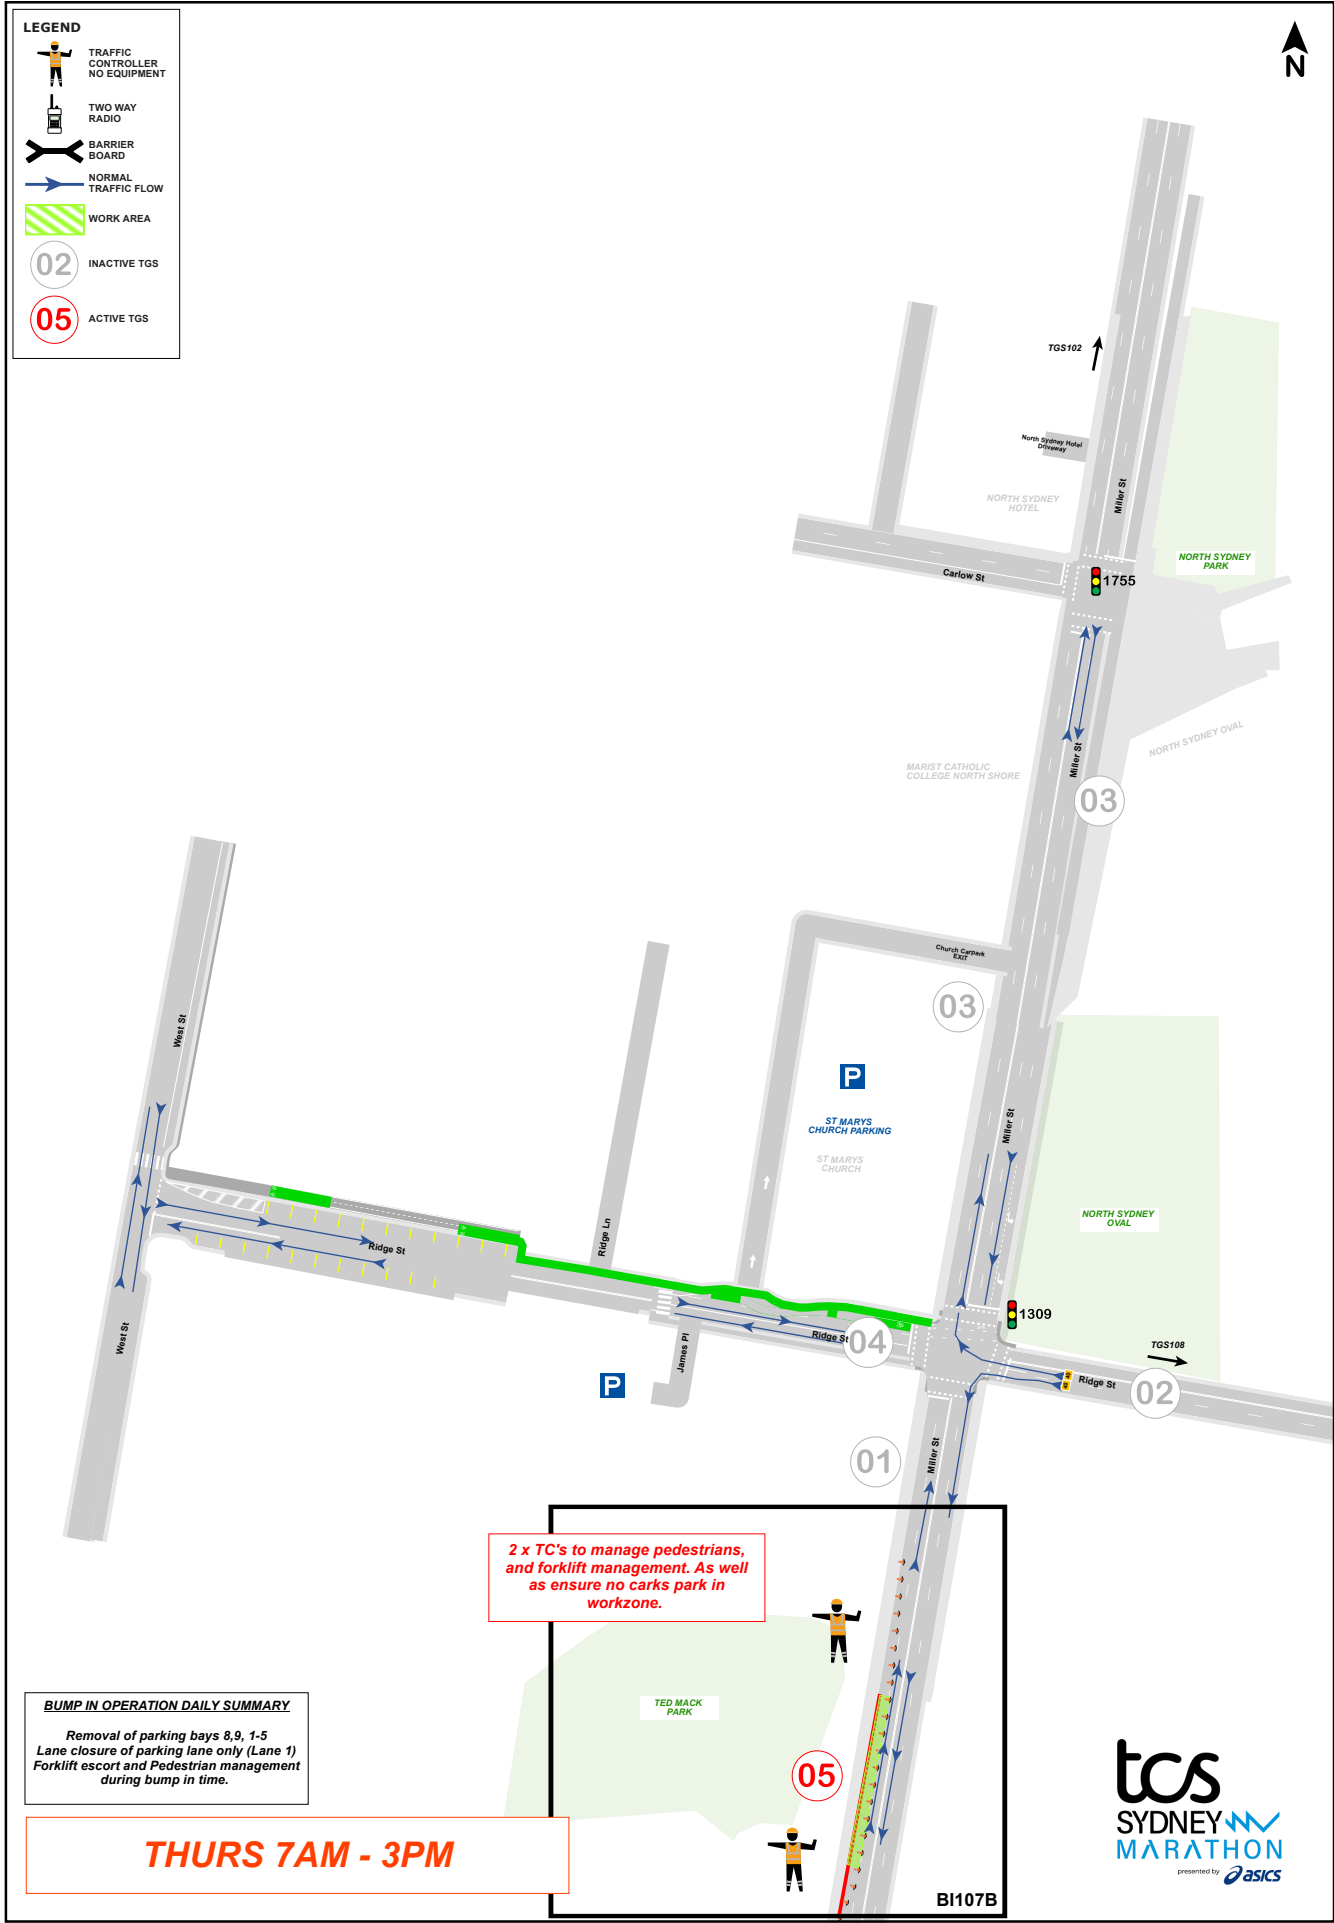 LEGEND
TRAFFIC
CONTROLLER
NO EQUIPMENT
TWO WAY
RADIO
BARRIER
BOARD
NORMAL
TRAFFIC FLOW
WORK AREA
02
INACTIVE TGS
05
ACTIVE TGS
N
TGS102
North Sydney Hotel
Driveway
NORTH SYDNEY
HOTEL
Miller St
NORTH SYDNEY
PARK
Carlow St
1755
NORTH SYDNEY OVAL
MARIST CATHOLIC
COLLEGE NORTH SHORE
Miller St
03
Church Carpark
EXIT
03
West St
P
ST MARYS
CHURCH PARKING
ST MARYS
CHURCH
Miller St
NORTH SYDNEY
OVAL
Ridge St
Ridge Ln
1309
West St
James Pl
Ridge St
04
TGS108
Ridge St
02
P
Miller St
01
2 x TC's to manage pedestrians,
and forklift management. As well
as ensure no carks park in
workzone.
TED MACK
PARK
05
BUMP IN OPERATION DAILY SUMMARY
Removal of parking bays 8,9, 1-5
Lane closure of parking lane only (Lane 1)
Forklift escort and Pedestrian management
during bump in time.
THURS 7AM - 3PM
BI107B
tcs
SYDNEY
MARATHON
presented by asics